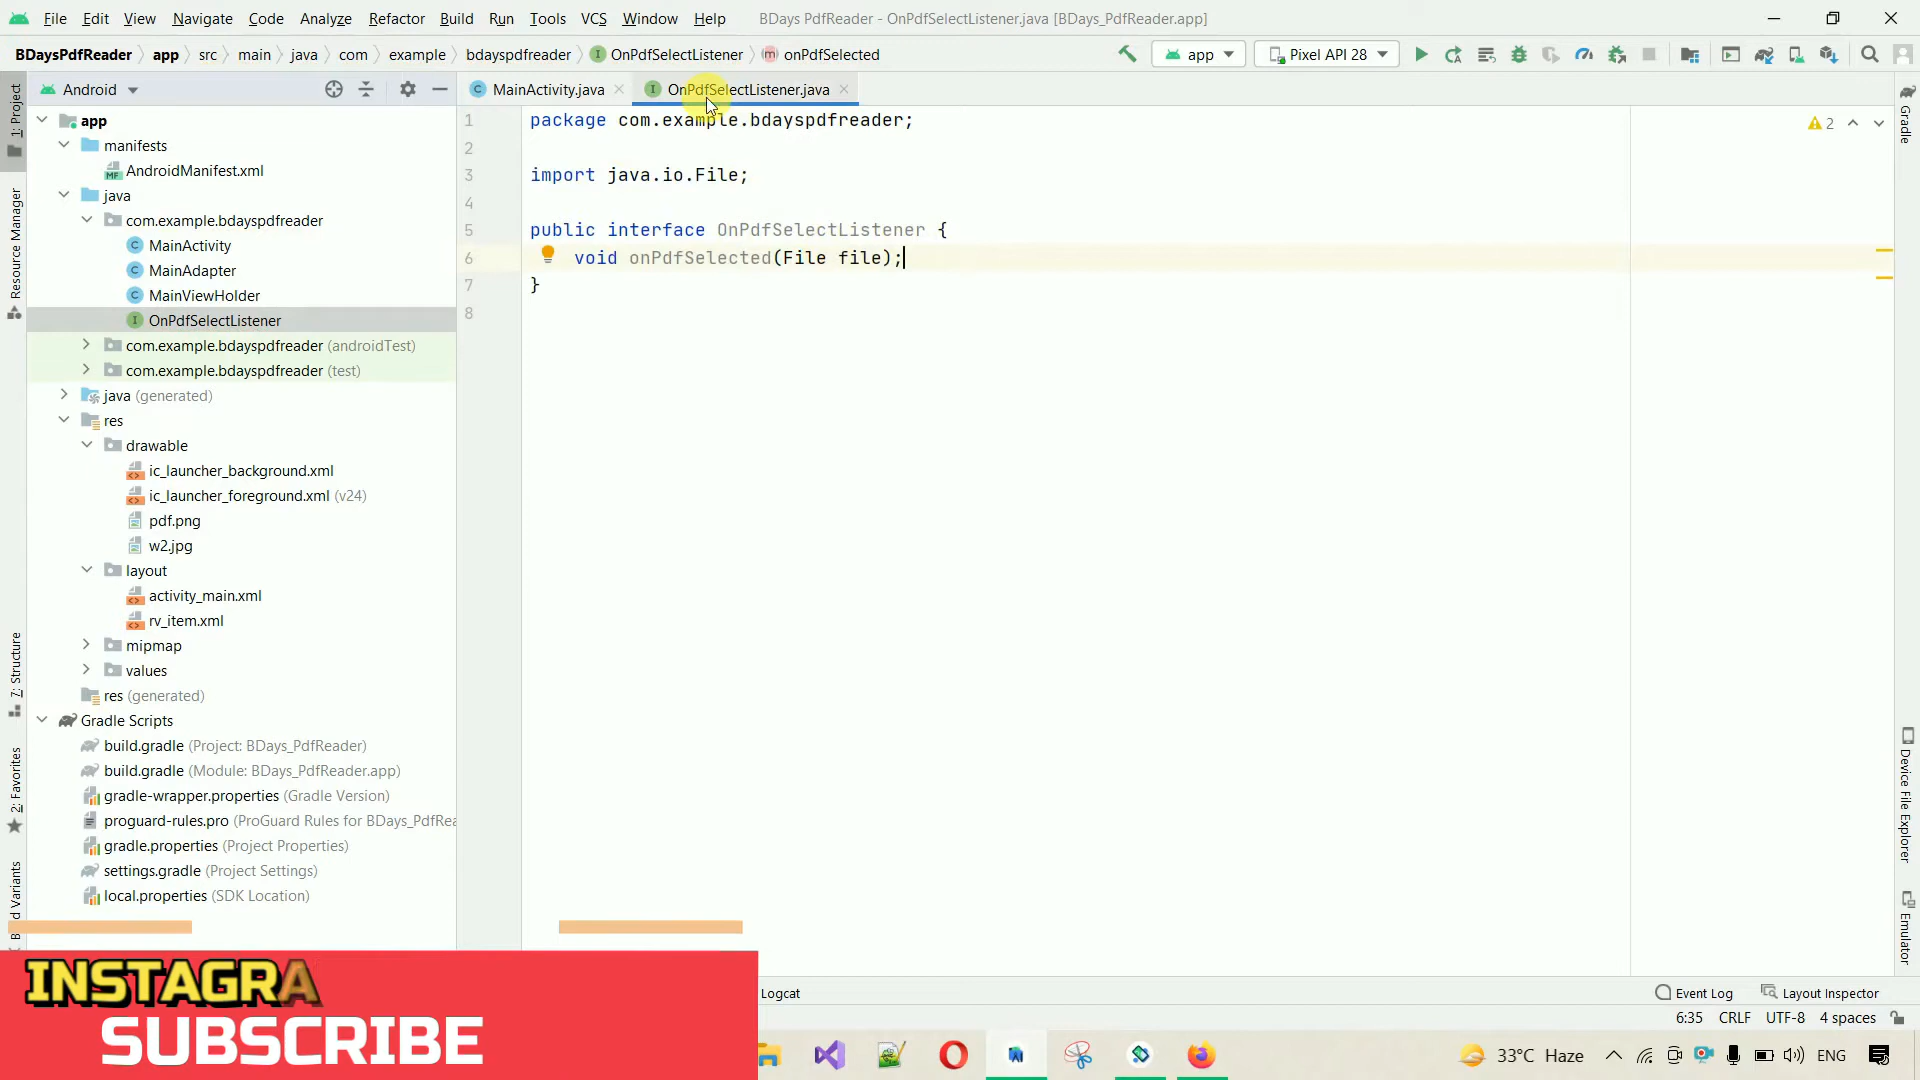 File Edit View Navigate Code Analyze Refactor Build Run Tools VCS Window Help BDays PdfReader - OnPdfSelectListener.java [BDays_PdfReader.app]
BDaysPdfReader app src main java com example bdayspdfreader OnPdfSelectListener onPdfSelected app Pixel API 28
Android MainActivity.java OnPdfSelectListener.java
1: Project
Resource Manager
7: Structure
2: Favorites
app
manifests
AndroidManifest.xml
java
com.example.bdayspdfreader
MainActivity
MainAdapter
MainViewHolder
OnPdfSelectListener
com.example.bdayspdfreader (androidTest)
com.example.bdayspdfreader (test)
java (generated)
res
drawable
ic_launcher_background.xml
ic_launcher_foreground.xml (v24)
pdf.png
w2.jpg
layout
activity_main.xml
rv_item.xml
mipmap
values
res (generated)
Gradle Scripts
build.gradle (Project: BDays_PdfReader)
build.gradle (Module: BDays_PdfReader.app)
gradle-wrapper.properties (Gradle Version)
proguard-rules.pro (ProGuard Rules for BDays_PdfRea
gradle.properties (Project Properties)
settings.gradle (Project Settings)
local.properties (SDK Location)
1 package com.example.bdayspdfreader;
2
3 import java.io.File;
4
5 public interface OnPdfSelectListener {
6 void onPdfSelected(File file);
7 }
8
2
Gradle
Device File Explorer
Emulator
INSTAGRA
SUBSCRIBE
Logcat Event Log Layout Inspector
6:35 CRLF UTF-8 4 spaces
33°C Haze ENG